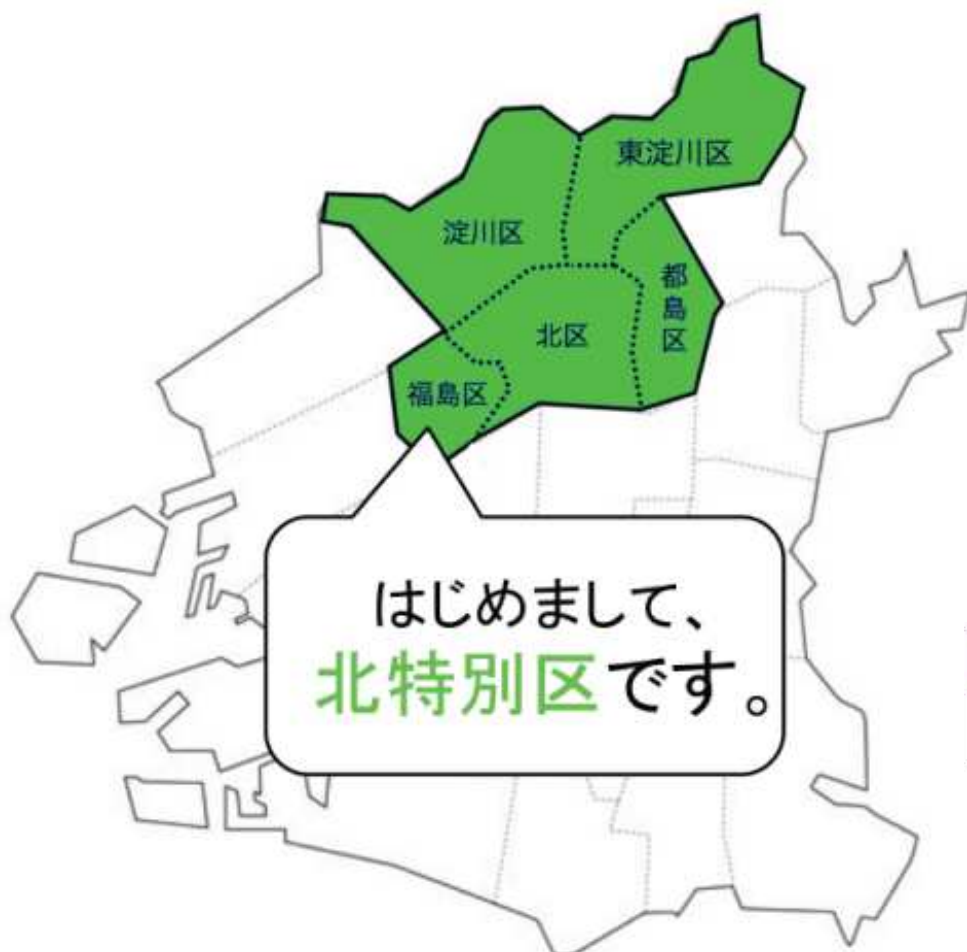 東淀川区
淀川区
都島区
北区
福島区
はじめまして、
北特別区です。